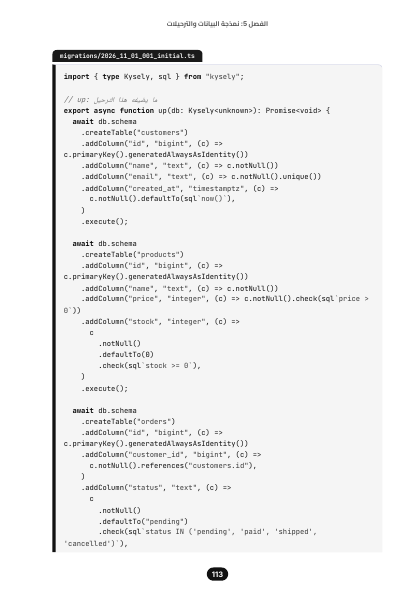 الفصل 5: نمذجة البيانات والترحيلات
migrations/2026_11_01_001_initial.ts
import { type Kysely, sql } from "kysely";
// up: ما يضيفه هذا الترحيل
export async function up(db: Kysely<unknown>): Promise<void> {
  await db.schema
    .createTable("customers")
    .addColumn("id", "bigint", (c) =>
c.primaryKey().generatedAlwaysAsIdentity())
    .addColumn("name", "text", (c) => c.notNull())
    .addColumn("email", "text", (c) => c.notNull().unique())
    .addColumn("created_at", "timestamptz", (c) =>
      c.notNull().defaultTo(sql`now()`),
    )
    .execute();
  await db.schema
    .createTable("products")
    .addColumn("id", "bigint", (c) =>
c.primaryKey().generatedAlwaysAsIdentity())
    .addColumn("name", "text", (c) => c.notNull())
    .addColumn("price", "integer", (c) => c.notNull().check(sql`price >
0`))
    .addColumn("stock", "integer", (c) =>
      c
        .notNull()
        .defaultTo(0)
        .check(sql`stock >= 0`),
    )
    .execute();
  await db.schema
    .createTable("orders")
    .addColumn("id", "bigint", (c) =>
c.primaryKey().generatedAlwaysAsIdentity())
    .addColumn("customer_id", "bigint", (c) =>
      c.notNull().references("customers.id"),
    )
    .addColumn("status", "text", (c) =>
      c
        .notNull()
        .defaultTo("pending")
        .check(sql`status IN ('pending', 'paid', 'shipped',
'cancelled')`),
113